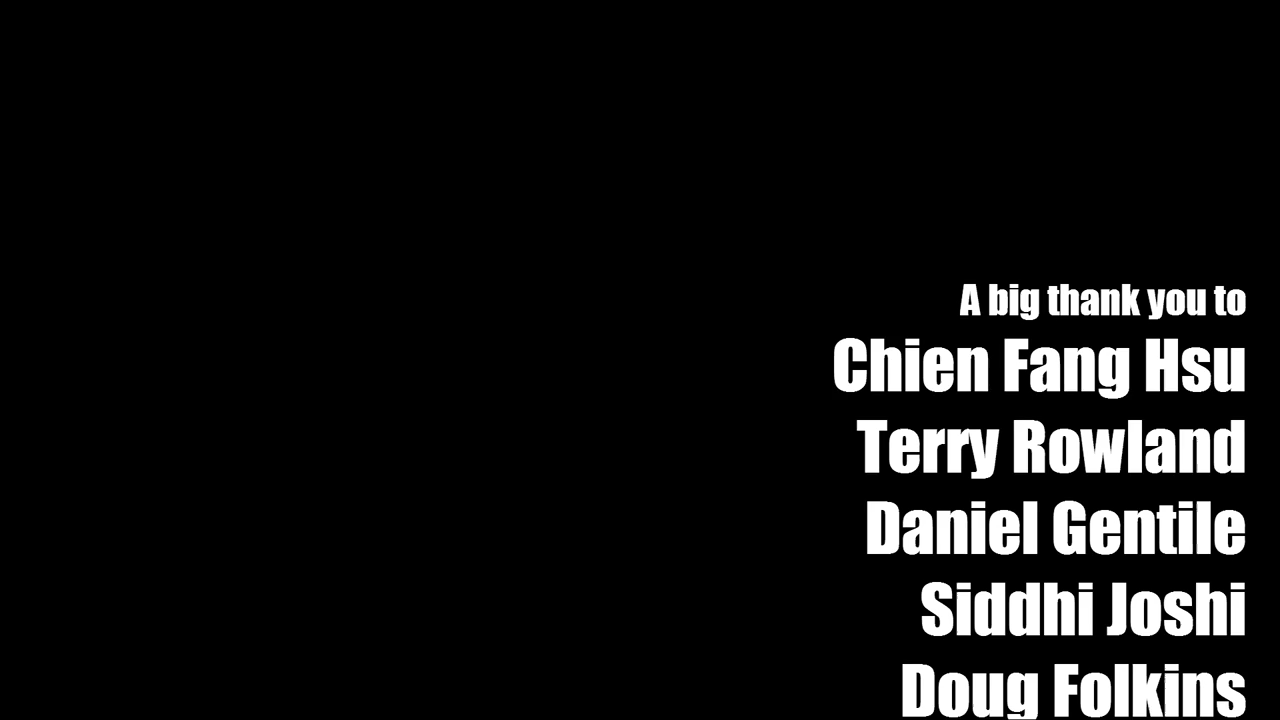 A big thank you to
Chien Fang Hsu
Terry Rowland
Daniel Gentile
Siddhi Joshi
Doug Folkins